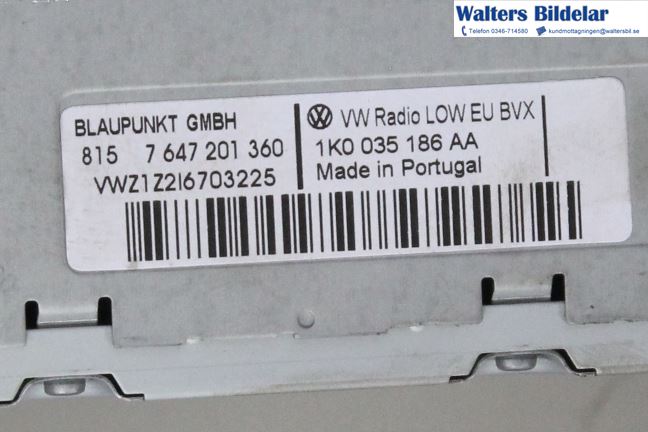 Walters Bildelar
Telefon 0346-714580 kundmottagningen@waltersbil.se
BLAUPUNKT GMBH
815 7 647 201 360
VWZ1Z2I6703225
VW Radio LOW EU BVX
1K0 035 186 AA
Made in Portugal